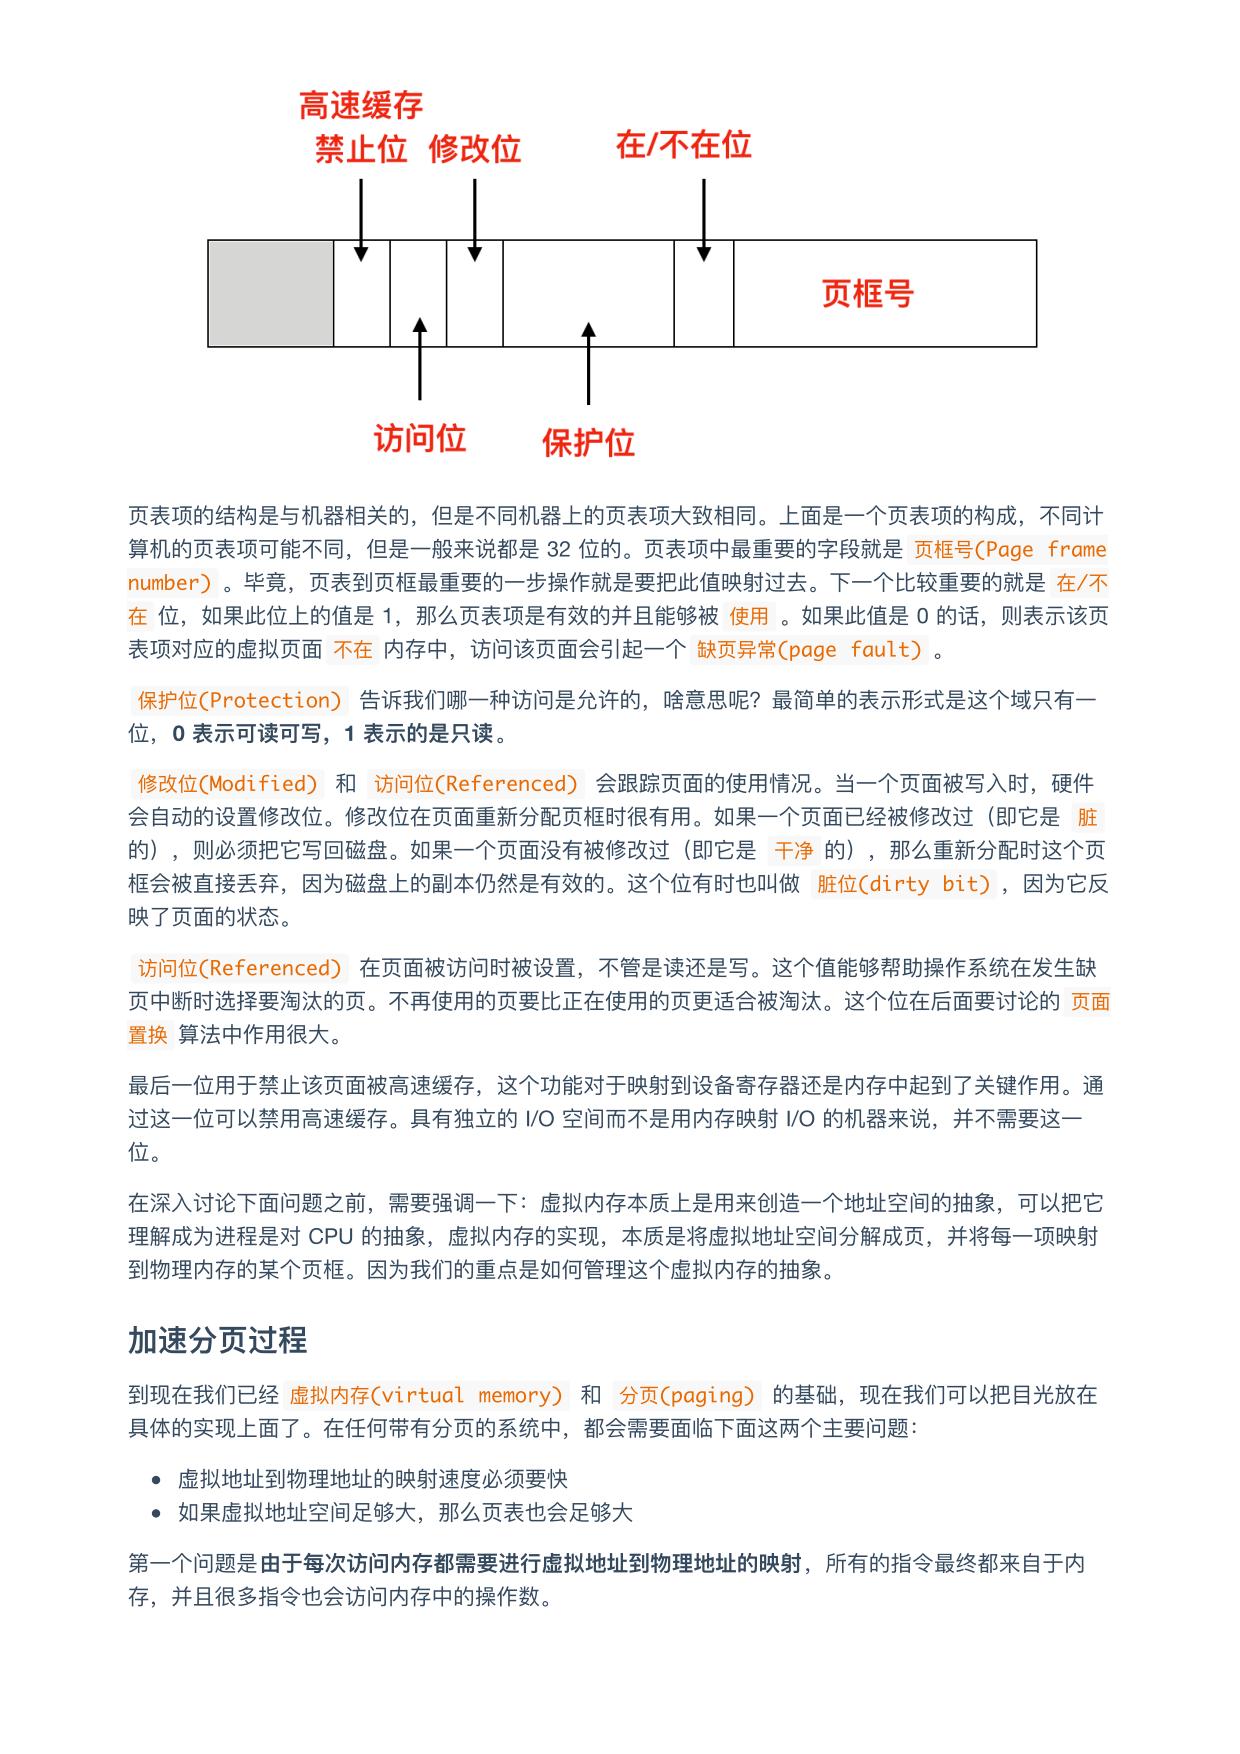 高速缓存
禁止位 修改位 在/不在位
页框号
访问位 保护位
页表项的结构是与机器相关的，但是不同机器上的页表项大致相同。上面是一个页表项的构成，不同计
算机的页表项可能不同，但是一般来说都是 32 位的。页表项中最重要的字段就是 页框号(Page frame
number) 。毕竟，页表到页框最重要的一步操作就是要把此值映射过去。下一个比较重要的就是 在/不
在 位，如果此位上的值是 1，那么页表项是有效的并且能够被 使用 。如果此值是 0 的话，则表示该页
表项对应的虚拟页面 不在 内存中，访问该页面会引起一个 缺页异常(page fault) 。
保护位(Protection) 告诉我们哪一种访问是允许的，啥意思呢？最简单的表示形式是这个域只有一
位，0 表示可读可写，1 表示的是只读。
修改位(Modified) 和 访问位(Referenced) 会跟踪页面的使用情况。当一个页面被写入时，硬件
会自动的设置修改位。修改位在页面重新分配页框时很有用。如果一个页面已经被修改过（即它是 脏
的），则必须把它写回磁盘。如果一个页面没有被修改过（即它是 干净 的），那么重新分配时这个页
框会被直接丢弃，因为磁盘上的副本仍然是有效的。这个位有时也叫做 脏位(dirty bit) ，因为它反
映了页面的状态。
访问位(Referenced) 在页面被访问时被设置，不管是读还是写。这个值能够帮助操作系统在发生缺
页中断时选择要淘汰的页。不再使用的页要比正在使用的页更适合被淘汰。这个位在后面要讨论的 页面
置换 算法中作用很大。
最后一位用于禁止该页面被高速缓存，这个功能对于映射到设备寄存器还是内存中起到了关键作用。通
过这一位可以禁用高速缓存。具有独立的 I/O 空间而不是用内存映射 I/O 的机器来说，并不需要这一
位。
在深入讨论下面问题之前，需要强调一下：虚拟内存本质上是用来创造一个地址空间的抽象，可以把它
理解成为进程是对 CPU 的抽象，虚拟内存的实现，本质是将虚拟地址空间分解成页，并将每一项映射
到物理内存的某个页框。因为我们的重点是如何管理这个虚拟内存的抽象。
加速分页过程
到现在我们已经 虚拟内存(virtual memory) 和 分页(paging) 的基础，现在我们可以把目光放在
具体的实现上面了。在任何带有分页的系统中，都会需要面临下面这两个主要问题：
• 虚拟地址到物理地址的映射速度必须要快
• 如果虚拟地址空间足够大，那么页表也会足够大
第一个问题是由于每次访问内存都需要进行虚拟地址到物理地址的映射，所有的指令最终都来自于内
存，并且很多指令也会访问内存中的操作数。